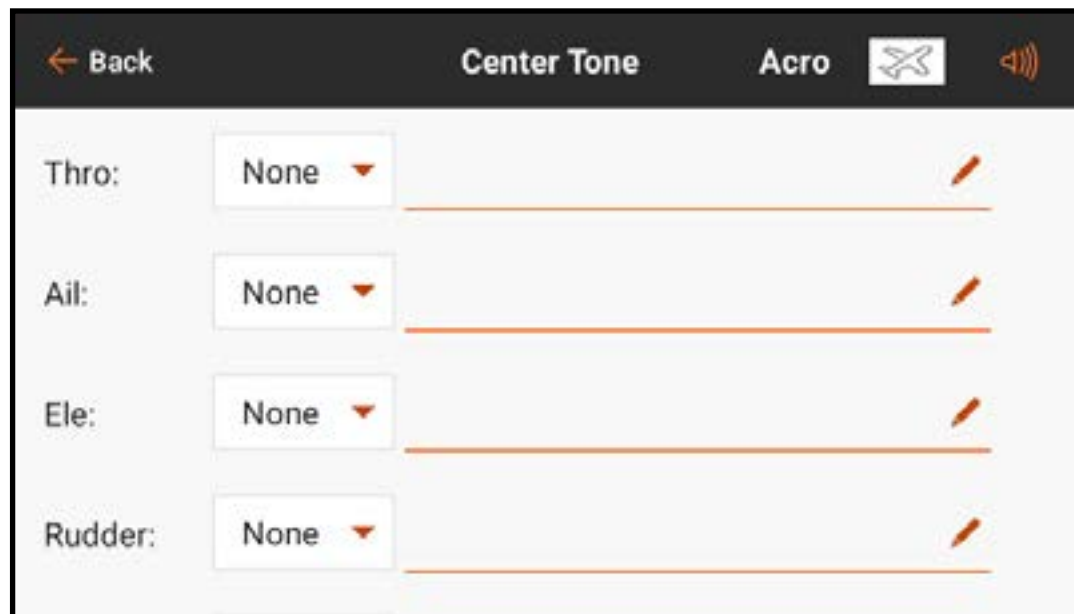 Back Center Tone Acro
Thro: None
Ail: None
Ele: None
Rudder: None